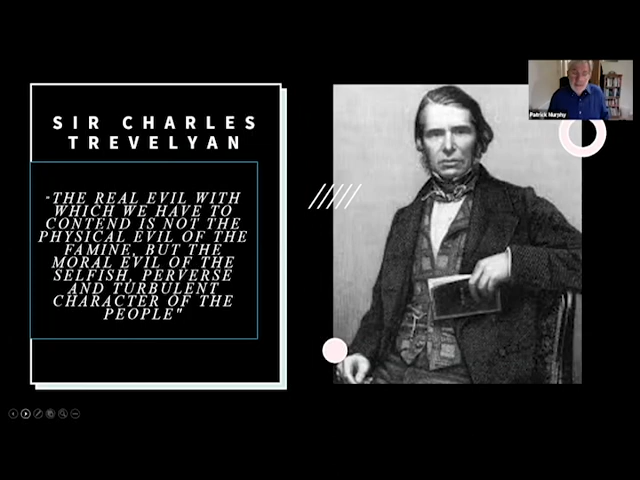 SIR CHARLES
TREVELYAN
"THE REAL EVIL WITH
WHICH WE HAVE TO
CONTEND IS NOT THE
PHYSICAL EVIL OF THE
FAMINE, BUT THE
MORAL EVIL OF THE
SELFISH, PERVERSE
AND TURBULENT
CHARACTER OF THE
PEOPLE"
Patrick Murphy